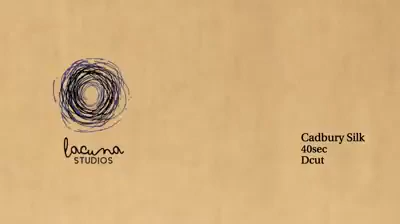 lacuna
STUDIOS
Cadbury Silk
40sec
Dcut